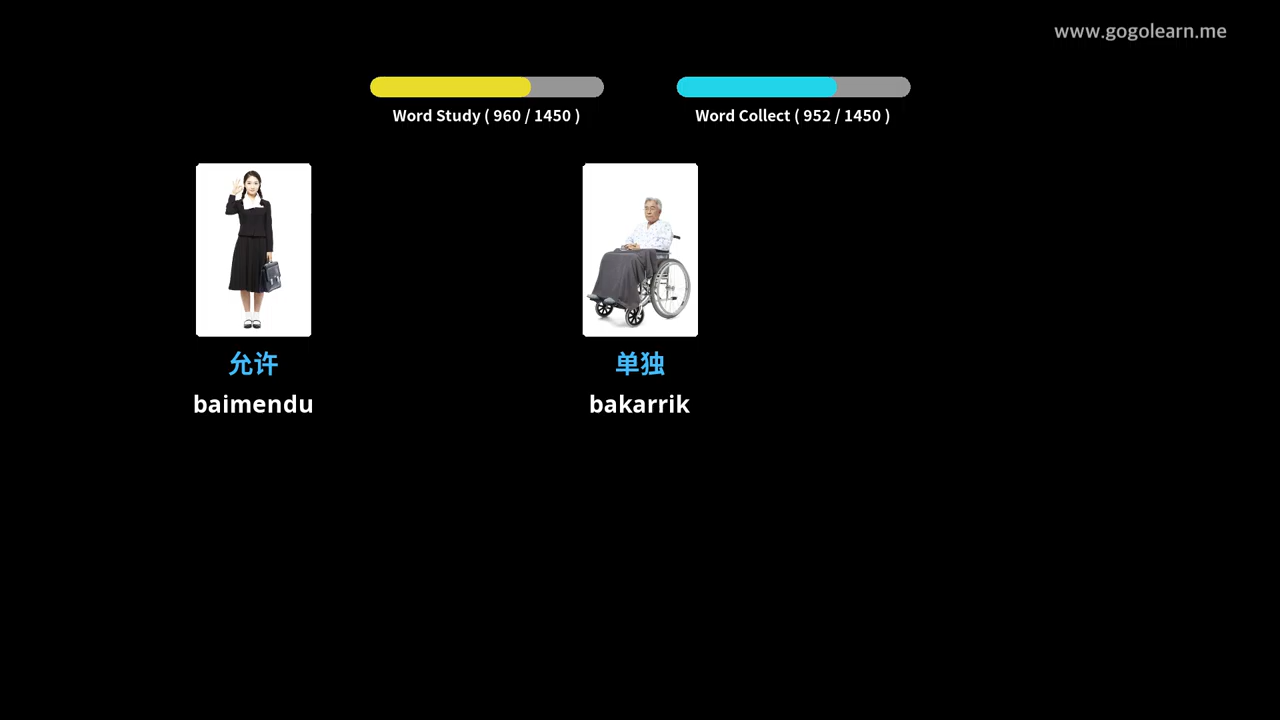 www.gogolearn.me
Word Study ( 960 / 1450 )
Word Collect ( 952 / 1450 )
允许
baimendu
单独
bakarrik